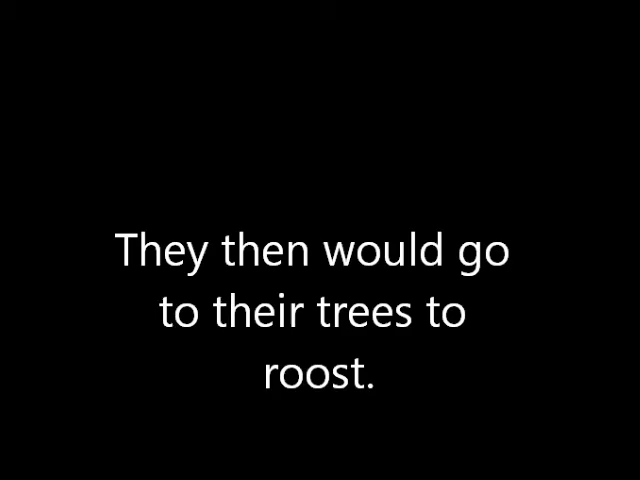 They then would go
to their trees to
roost.